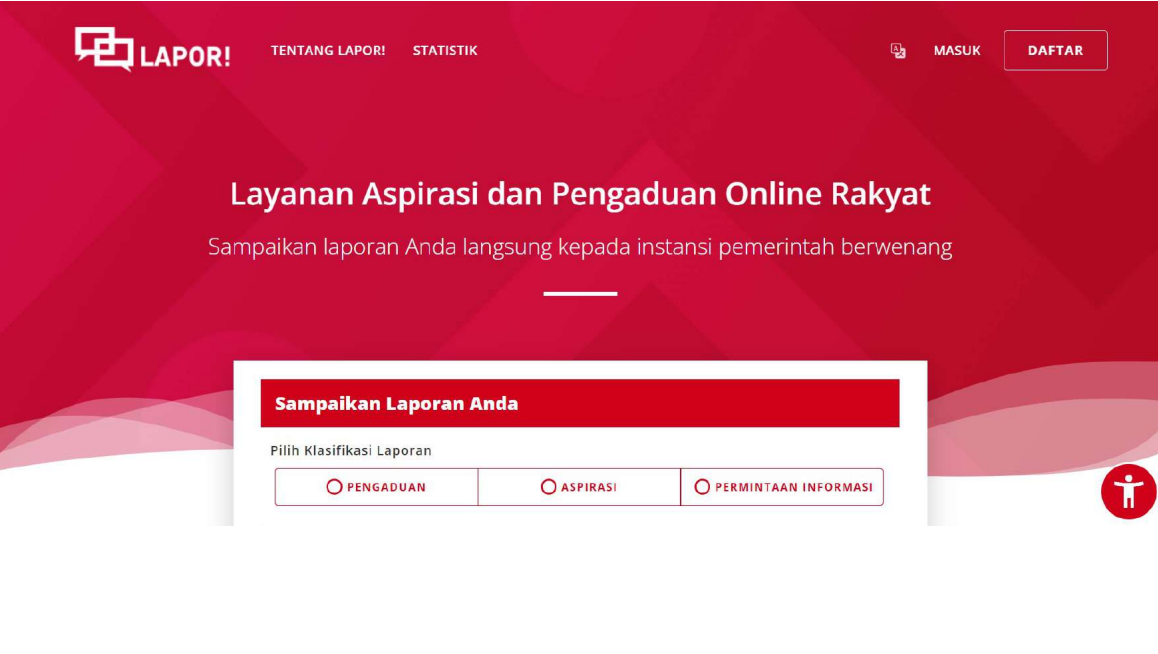 LAPOR!
TENTANG LAPOR! STATISTIK MASUK DAFTAR
Layanan Aspirasi dan Pengaduan Online Rakyat
Sampaikan laporan Anda langsung kepada instansi pemerintah berwenang
Sampaikan Laporan Anda
Pilih Klasifikasi Laporan
PENGADUAN ASPIRASI PERMINTAAN INFORMASI